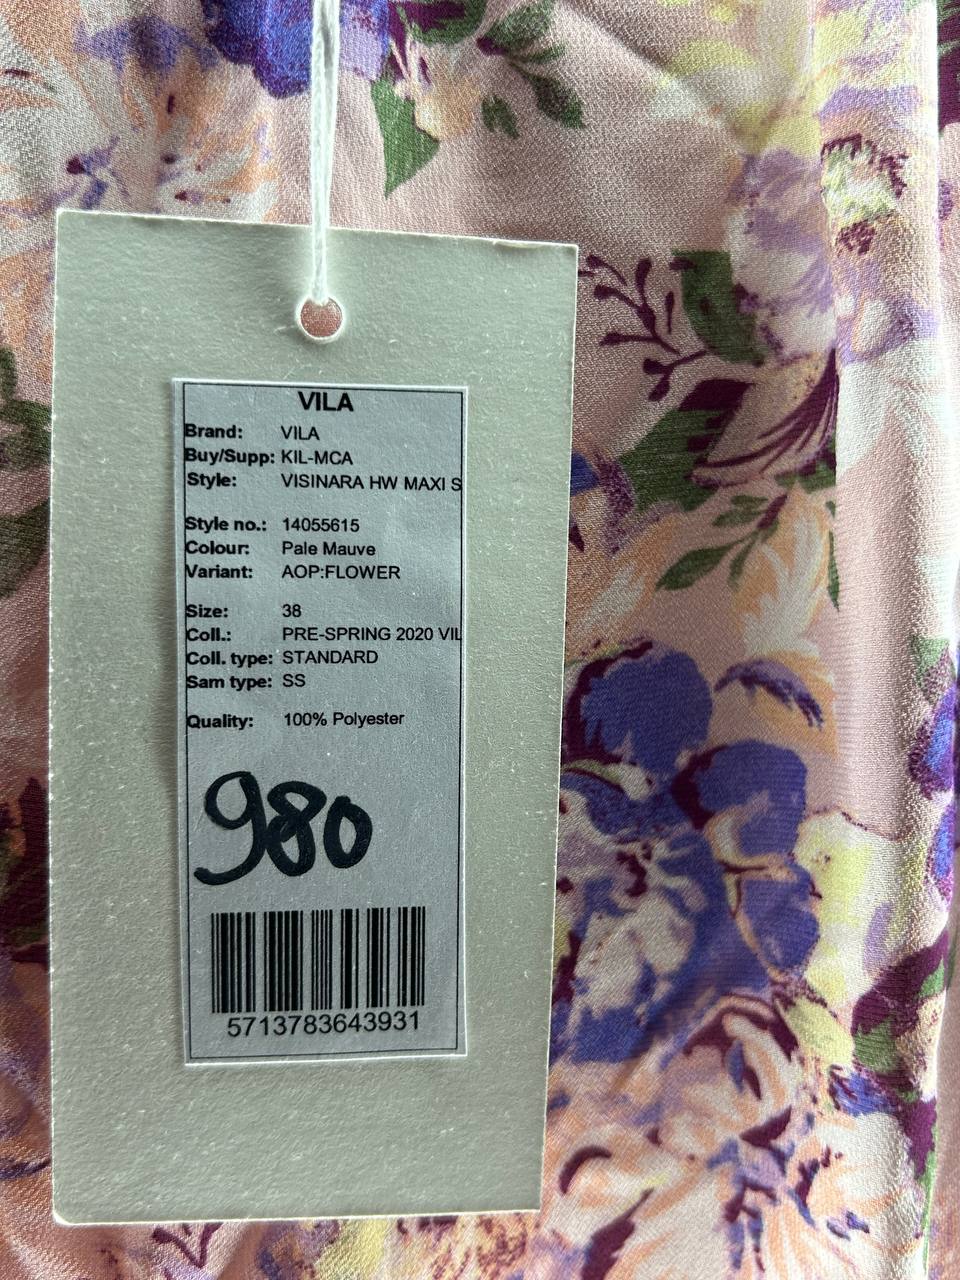 VILA
Brand: VILA
Buy/Supp: KIL-MCA
Style: VISINARA HW MAXI S
Style no.: 14055615
Colour: Pale Mauve
Variant: AOP:FLOWER
Size: 38
Coll.: PRE-SPRING 2020 VIL
Coll. type: STANDARD
Sam type: SS
Quality: 100% Polyester
980
5713783643931